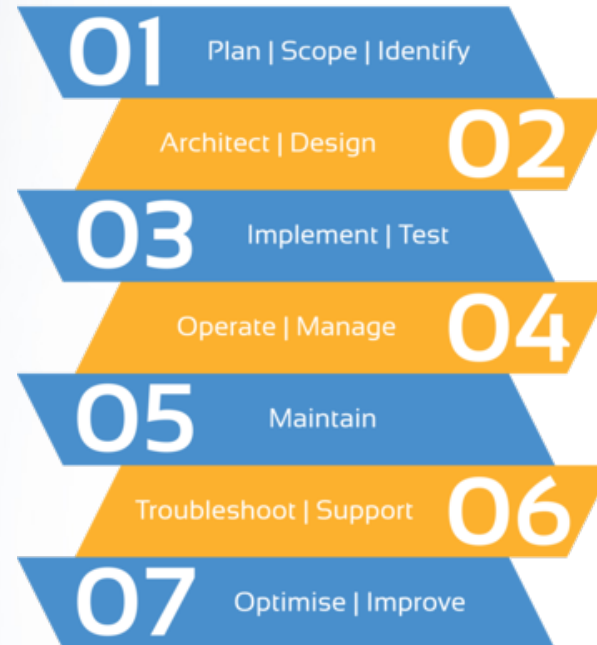 01 Plan | Scope | Identify
Architect | Design 02
03 Implement | Test
Operate | Manage 04
05 Maintain
Troubleshoot | Support 06
07 Optimise | Improve